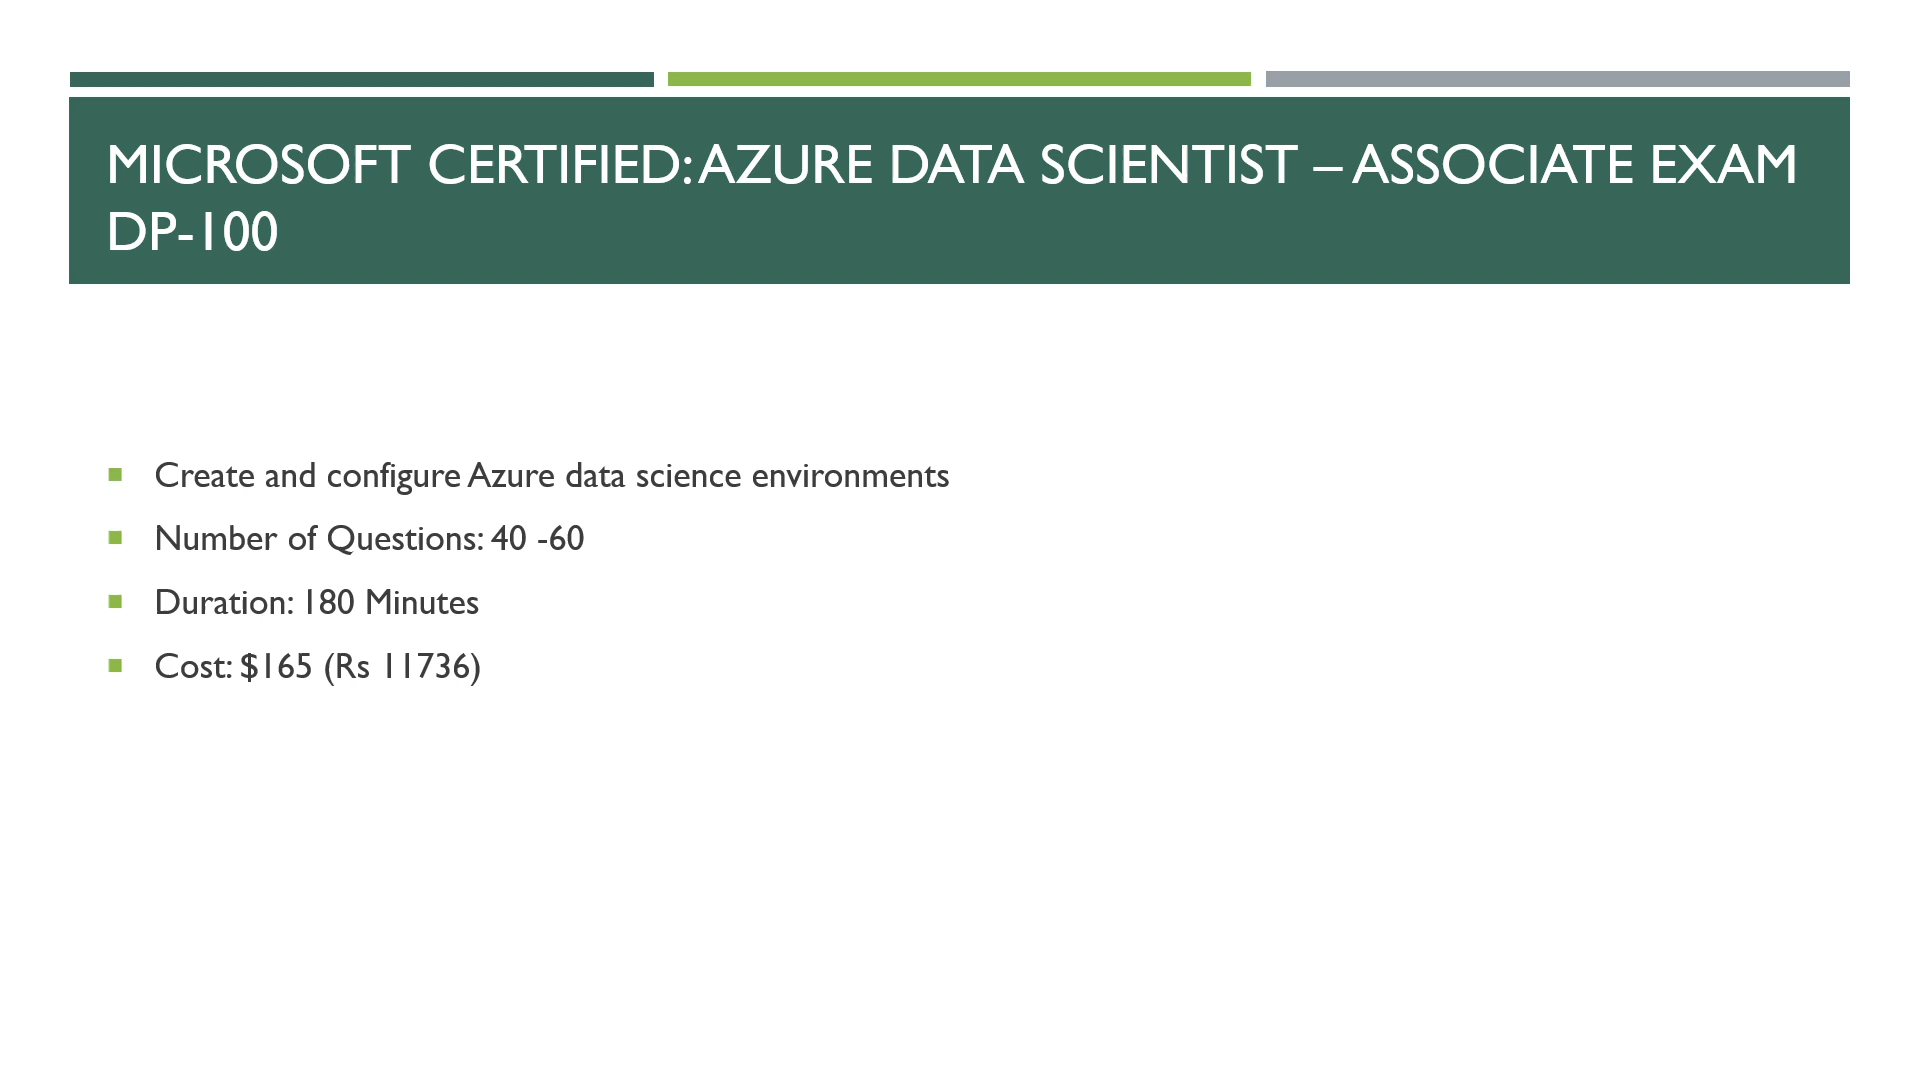 MICROSOFT CERTIFIED: AZURE DATA SCIENTIST – ASSOCIATE EXAM
DP-100
Create and configure Azure data science environments
Number of Questions: 40 -60
Duration: 180 Minutes
Cost: $165 (Rs 11736)